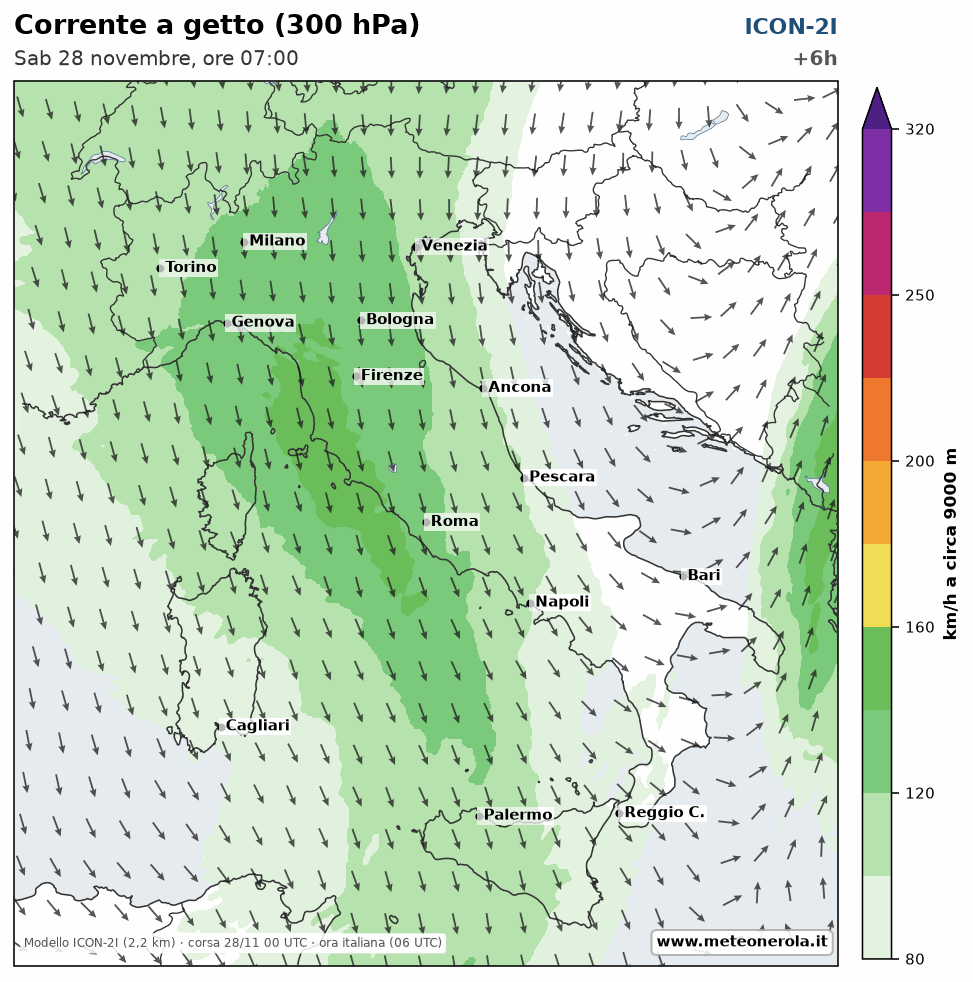 Corrente a getto (300 hPa)
ICON-2I
Sab 28 novembre, ore 07:00
+6h
Milano
Venezia
Torino
Genova
Bologna
Firenze
Ancona
Pescara
Roma
Bari
Napoli
Cagliari
Palermo
Reggio C.
320
250
200
160
120
80
km/h a circa 9000 m
Modello ICON-2I (2,2 km) · corsa 28/11 00 UTC · ora italiana (06 UTC)
www.meteonerola.it